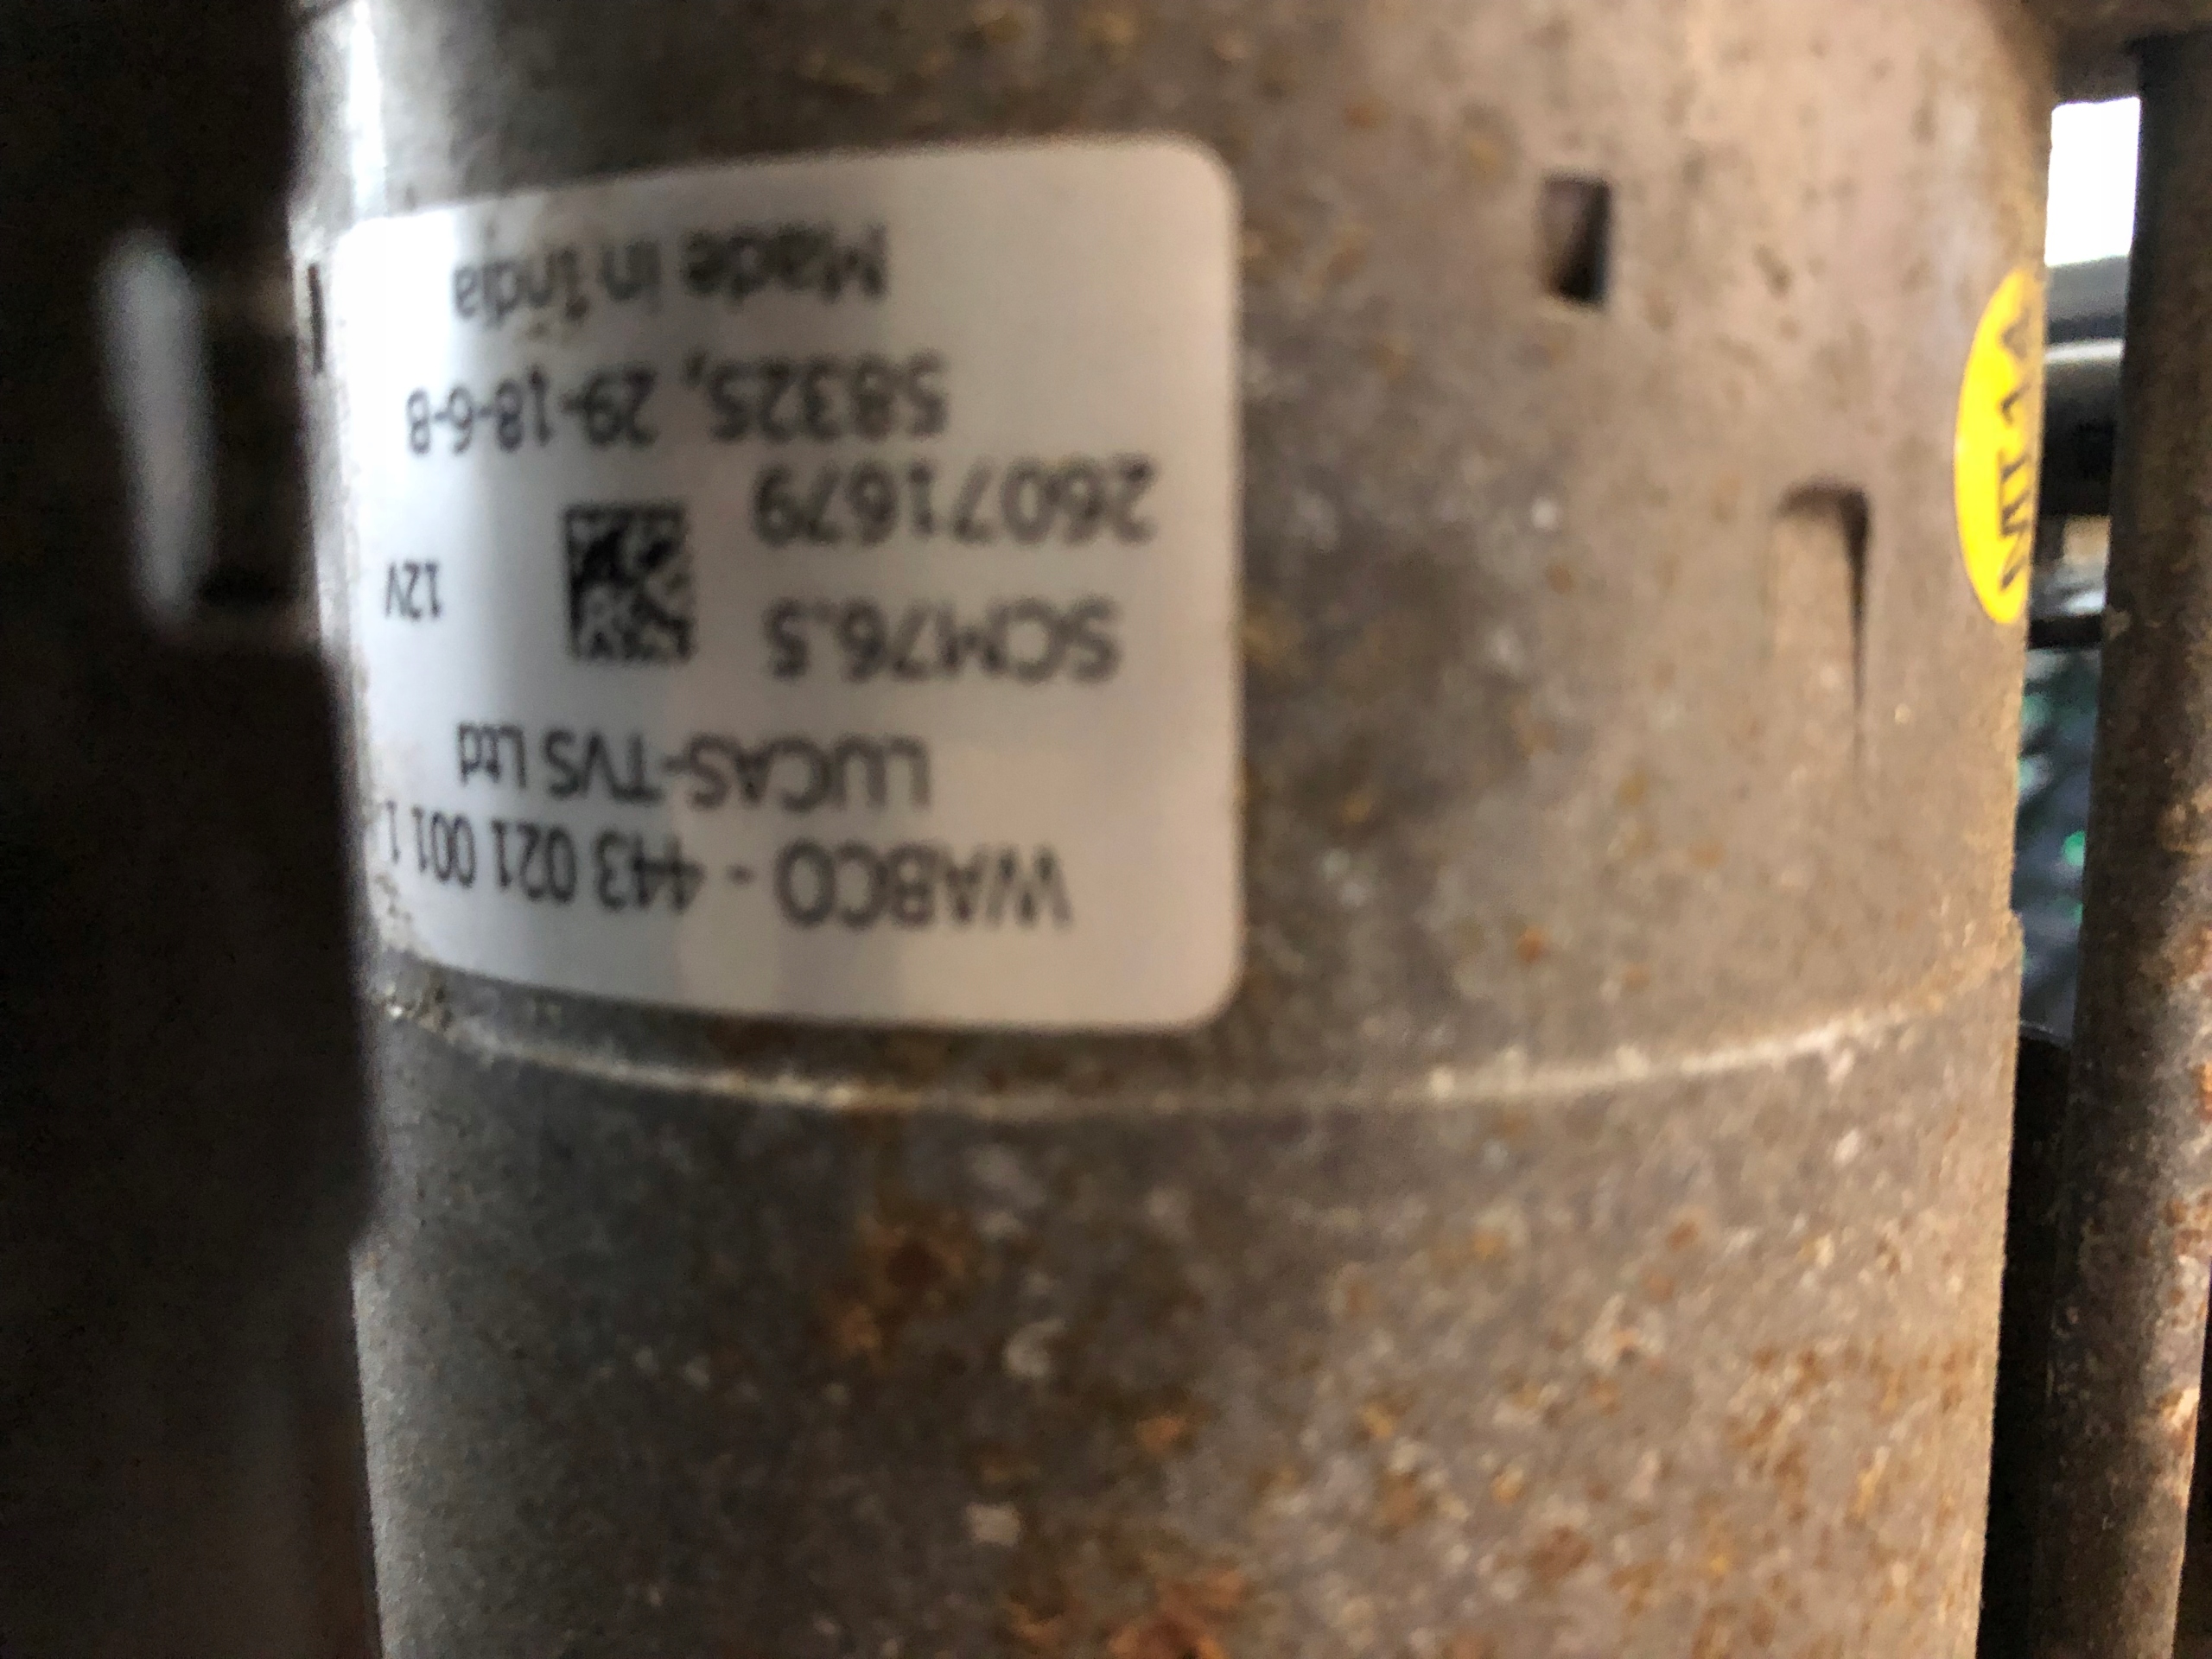 WABCO - 443 021 001 1
LUCAS-TVS Ltd
SCM76.5
12V
26071679
58325, 29-18-6-8
Made in India